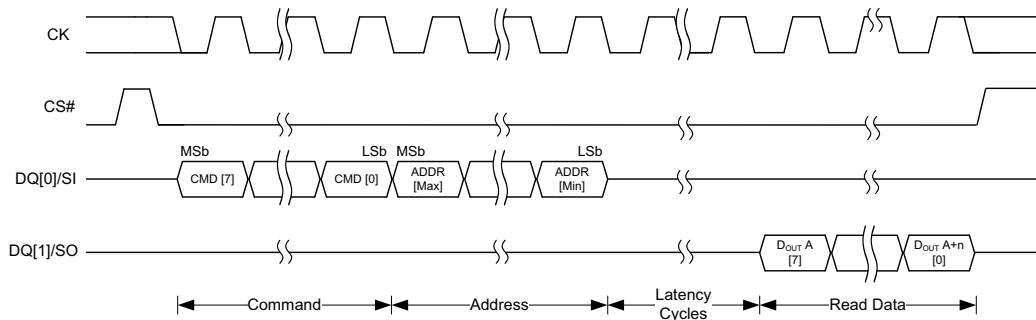 CK
CS#
MSb LSb MSb LSb
DQ[0]/SI CMD [7] CMD [0] ADDR [Max] ADDR [Min]
DQ[1]/SO DOUT A [7] DOUT A+n [0]
Command Address Latency Cycles Read Data